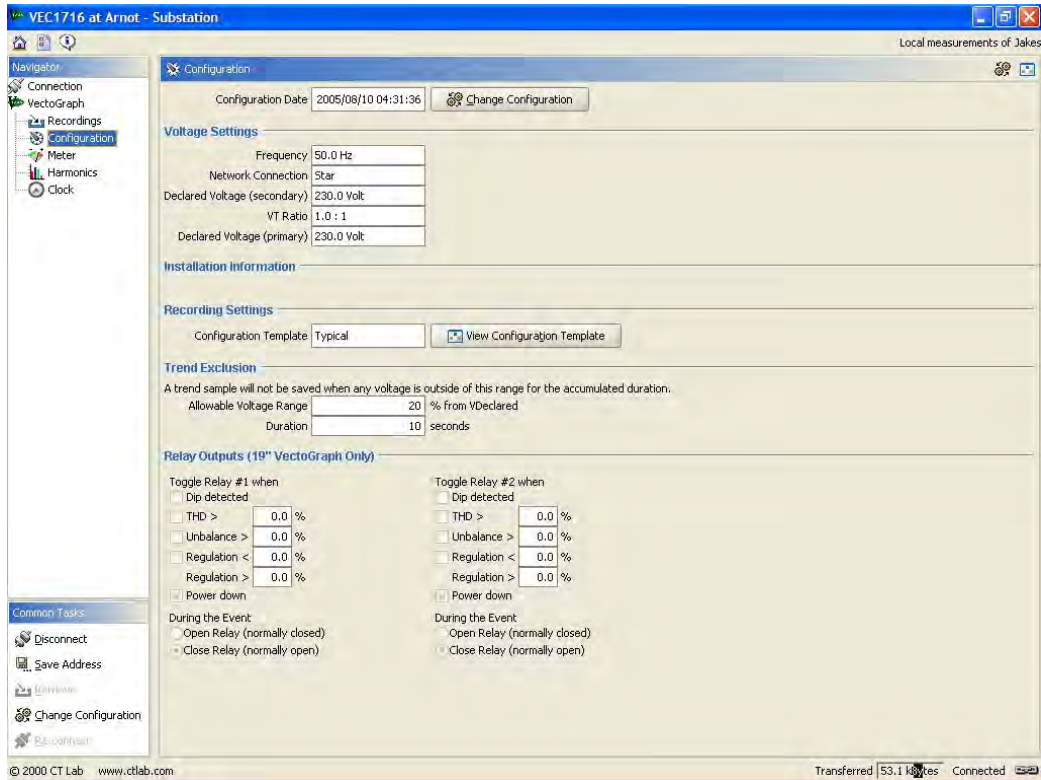 VEC1716 at Arnot - Substation
Local measurements of Jakes
Navigator
Connection
VectoGraph
Recordings
Configuration
Meter
Harmonics
Clock
Configuration
Configuration Date 2005/08/10 04:31:36 Change Configuration
Voltage Settings
Frequency 50.0 Hz
Network Connection Star
Declared Voltage (secondary) 230.0 Volt
VT Ratio 1.0 : 1
Declared Voltage (primary) 230.0 Volt
Installation Information
Recording Settings
Configuration Template Typical View Configuration Template
Trend Exclusion
A trend sample will not be saved when any voltage is outside of this range for the accumulated duration.
Allowable Voltage Range 20 % from VDeclared
Duration 10 seconds
Relay Outputs (19" VectoGraph Only)
Toggle Relay #1 when Toggle Relay #2 when
Dip detected Dip detected
THD > 0.0 % THD > 0.0 %
Unbalance > 0.0 % Unbalance > 0.0 %
Regulation < 0.0 % Regulation < 0.0 %
Regulation > 0.0 % Regulation > 0.0 %
Power down Power down
During the Event During the Event
Open Relay (normally closed) Open Relay (normally closed)
Close Relay (normally open) Close Relay (normally open)
Common Tasks
Disconnect
Save Address
Change Configuration
Re-connect
© 2000 CT Lab www.ctlab.com
Transferred 53.1 kBytes Connected